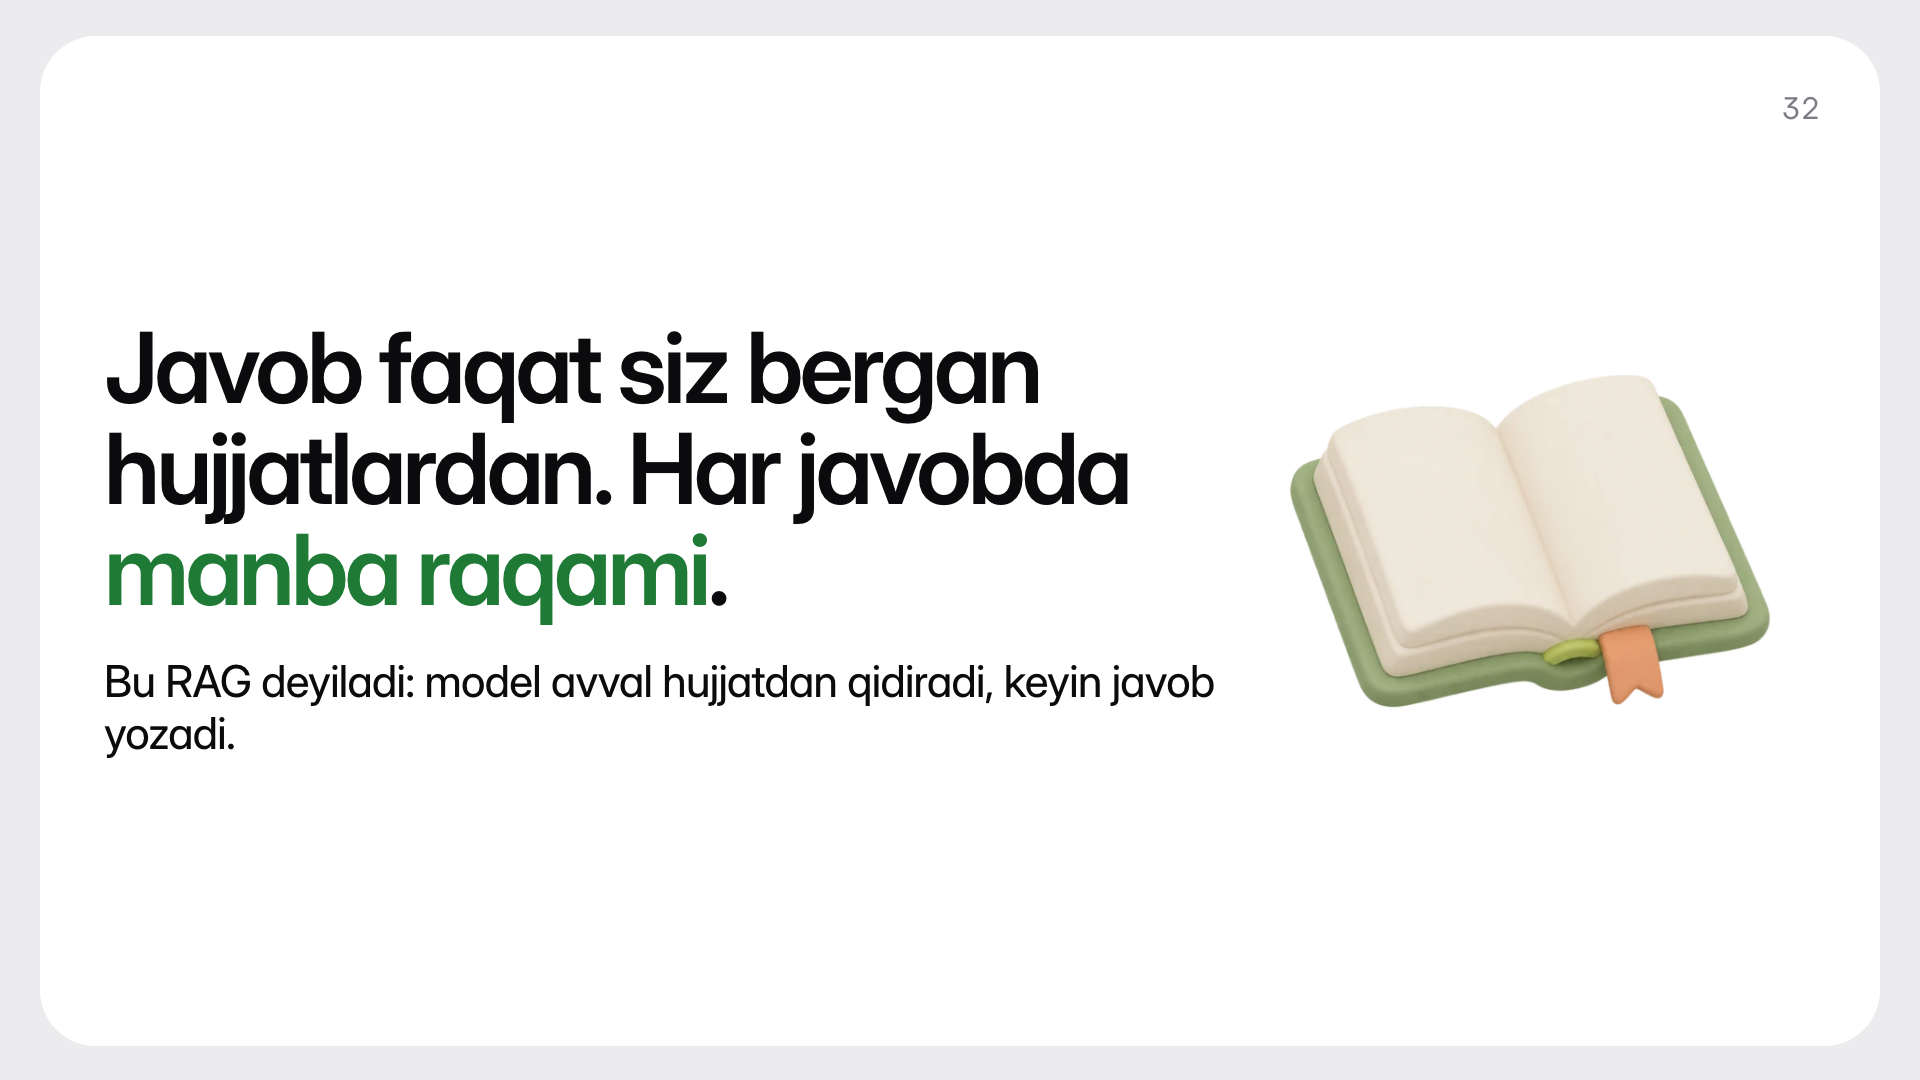 32
Javob faqat siz bergan
hujjatlardan. Har javobda
manba raqami.
Bu RAG deyiladi: model avval hujjatdan qidiradi, keyin javob
yozadi.